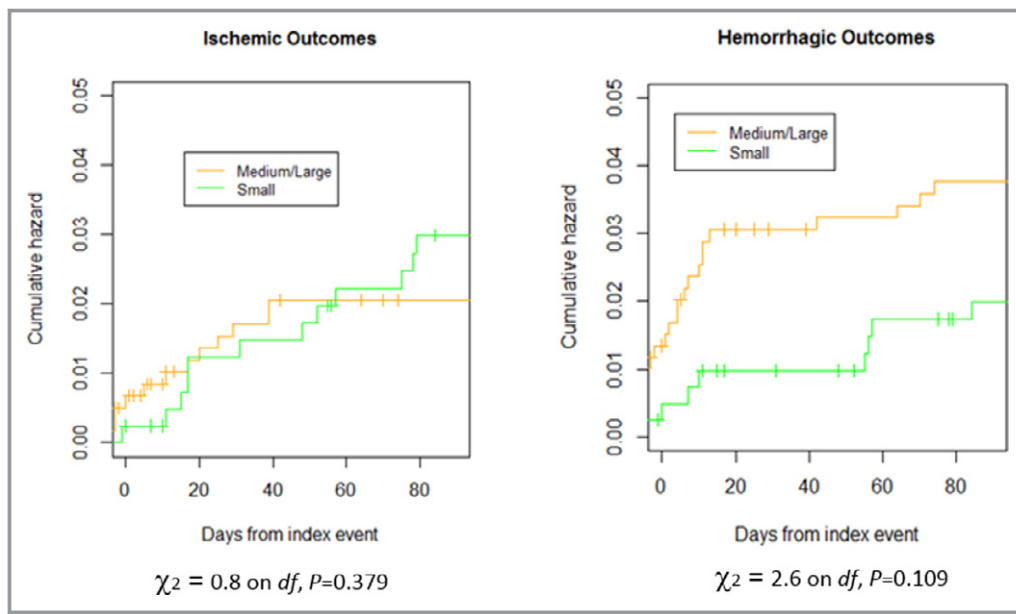 Ischemic Outcomes
Cumulative hazard
0.05
0.04
0.03
0.02
0.01
0.00
Medium/Large
Small
0 20 40 60 80
Days from index event
χ2 = 0.8 on df, P=0.379
Hemorrhagic Outcomes
Cumulative hazard
0.05
0.04
0.03
0.02
0.01
0.00
Medium/Large
Small
0 20 40 60 80
Days from index event
χ2 = 2.6 on df, P=0.109